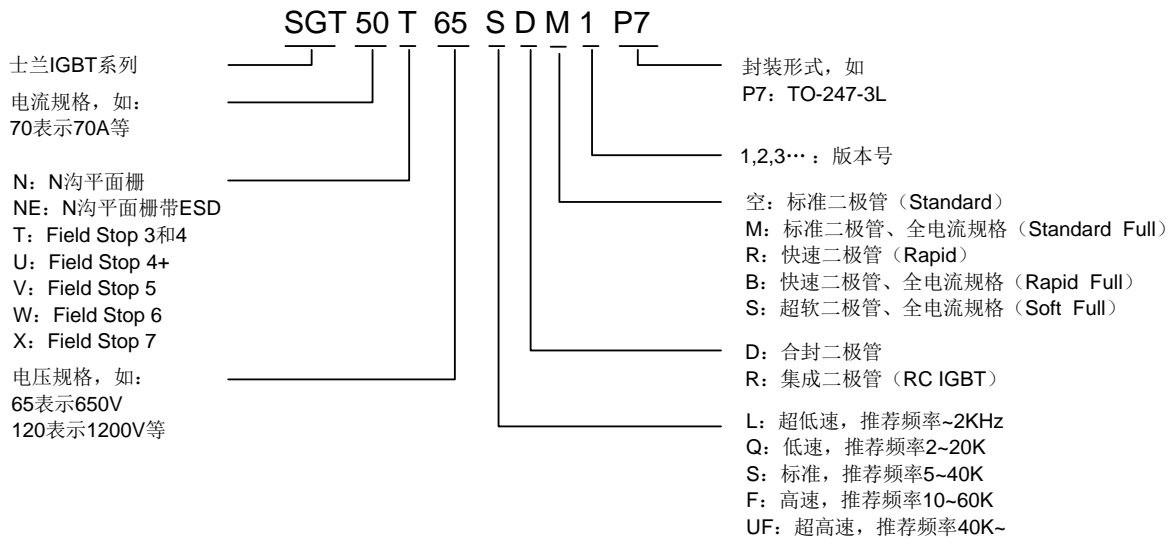 SGT 50 T 65 S D M 1 P7
士兰IGBT系列
电流规格，如：
70表示70A等
N：N沟平面栅
NE：N沟平面栅带ESD
T：Field Stop 3和4
U：Field Stop 4+
V：Field Stop 5
W：Field Stop 6
X：Field Stop 7
电压规格，如：
65表示650V
120表示1200V等
封装形式，如
P7：TO-247-3L
1,2,3…：版本号
空：标准二极管（Standard）
M：标准二极管、全电流规格（Standard Full）
R：快速二极管（Rapid）
B：快速二极管、全电流规格（Rapid Full）
S：超软二极管、全电流规格（Soft Full）
D：合封二极管
R：集成二极管（RC IGBT）
L：超低速，推荐频率~2KHz
Q：低速，推荐频率2~20K
S：标准，推荐频率5~40K
F：高速，推荐频率10~60K
UF：超高速，推荐频率40K~